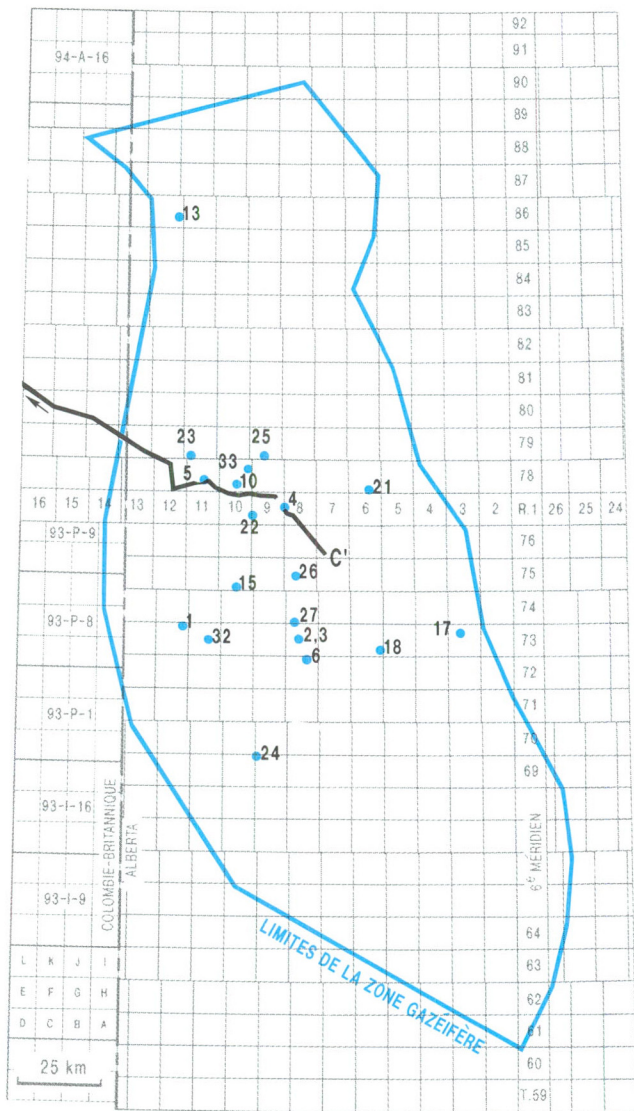 92
94-A-16
91
90
89
88
87
86
13
85
84
83
82
81
80
79
23
25
33
78
5
10
21
16 15 14 13 12 11 10 9 8 7 6 5 4 3 2 R.1 26 25 24
4
22
93-P-9
76
C'
26
75
15
74
93-P-8
1
27
17
73
32
2,3
18
6
72
93-P-1
71
70
24
69
93-I-16
COLOMBIE-BRITANNIQUE
ALBERTA
6e MÉRIDIEN
93-I-9
LIMITES DE LA ZONE GAZÉIFÈRE
64
L K J I
63
E F G H
62
D C B A
61
60
25 km
T.59